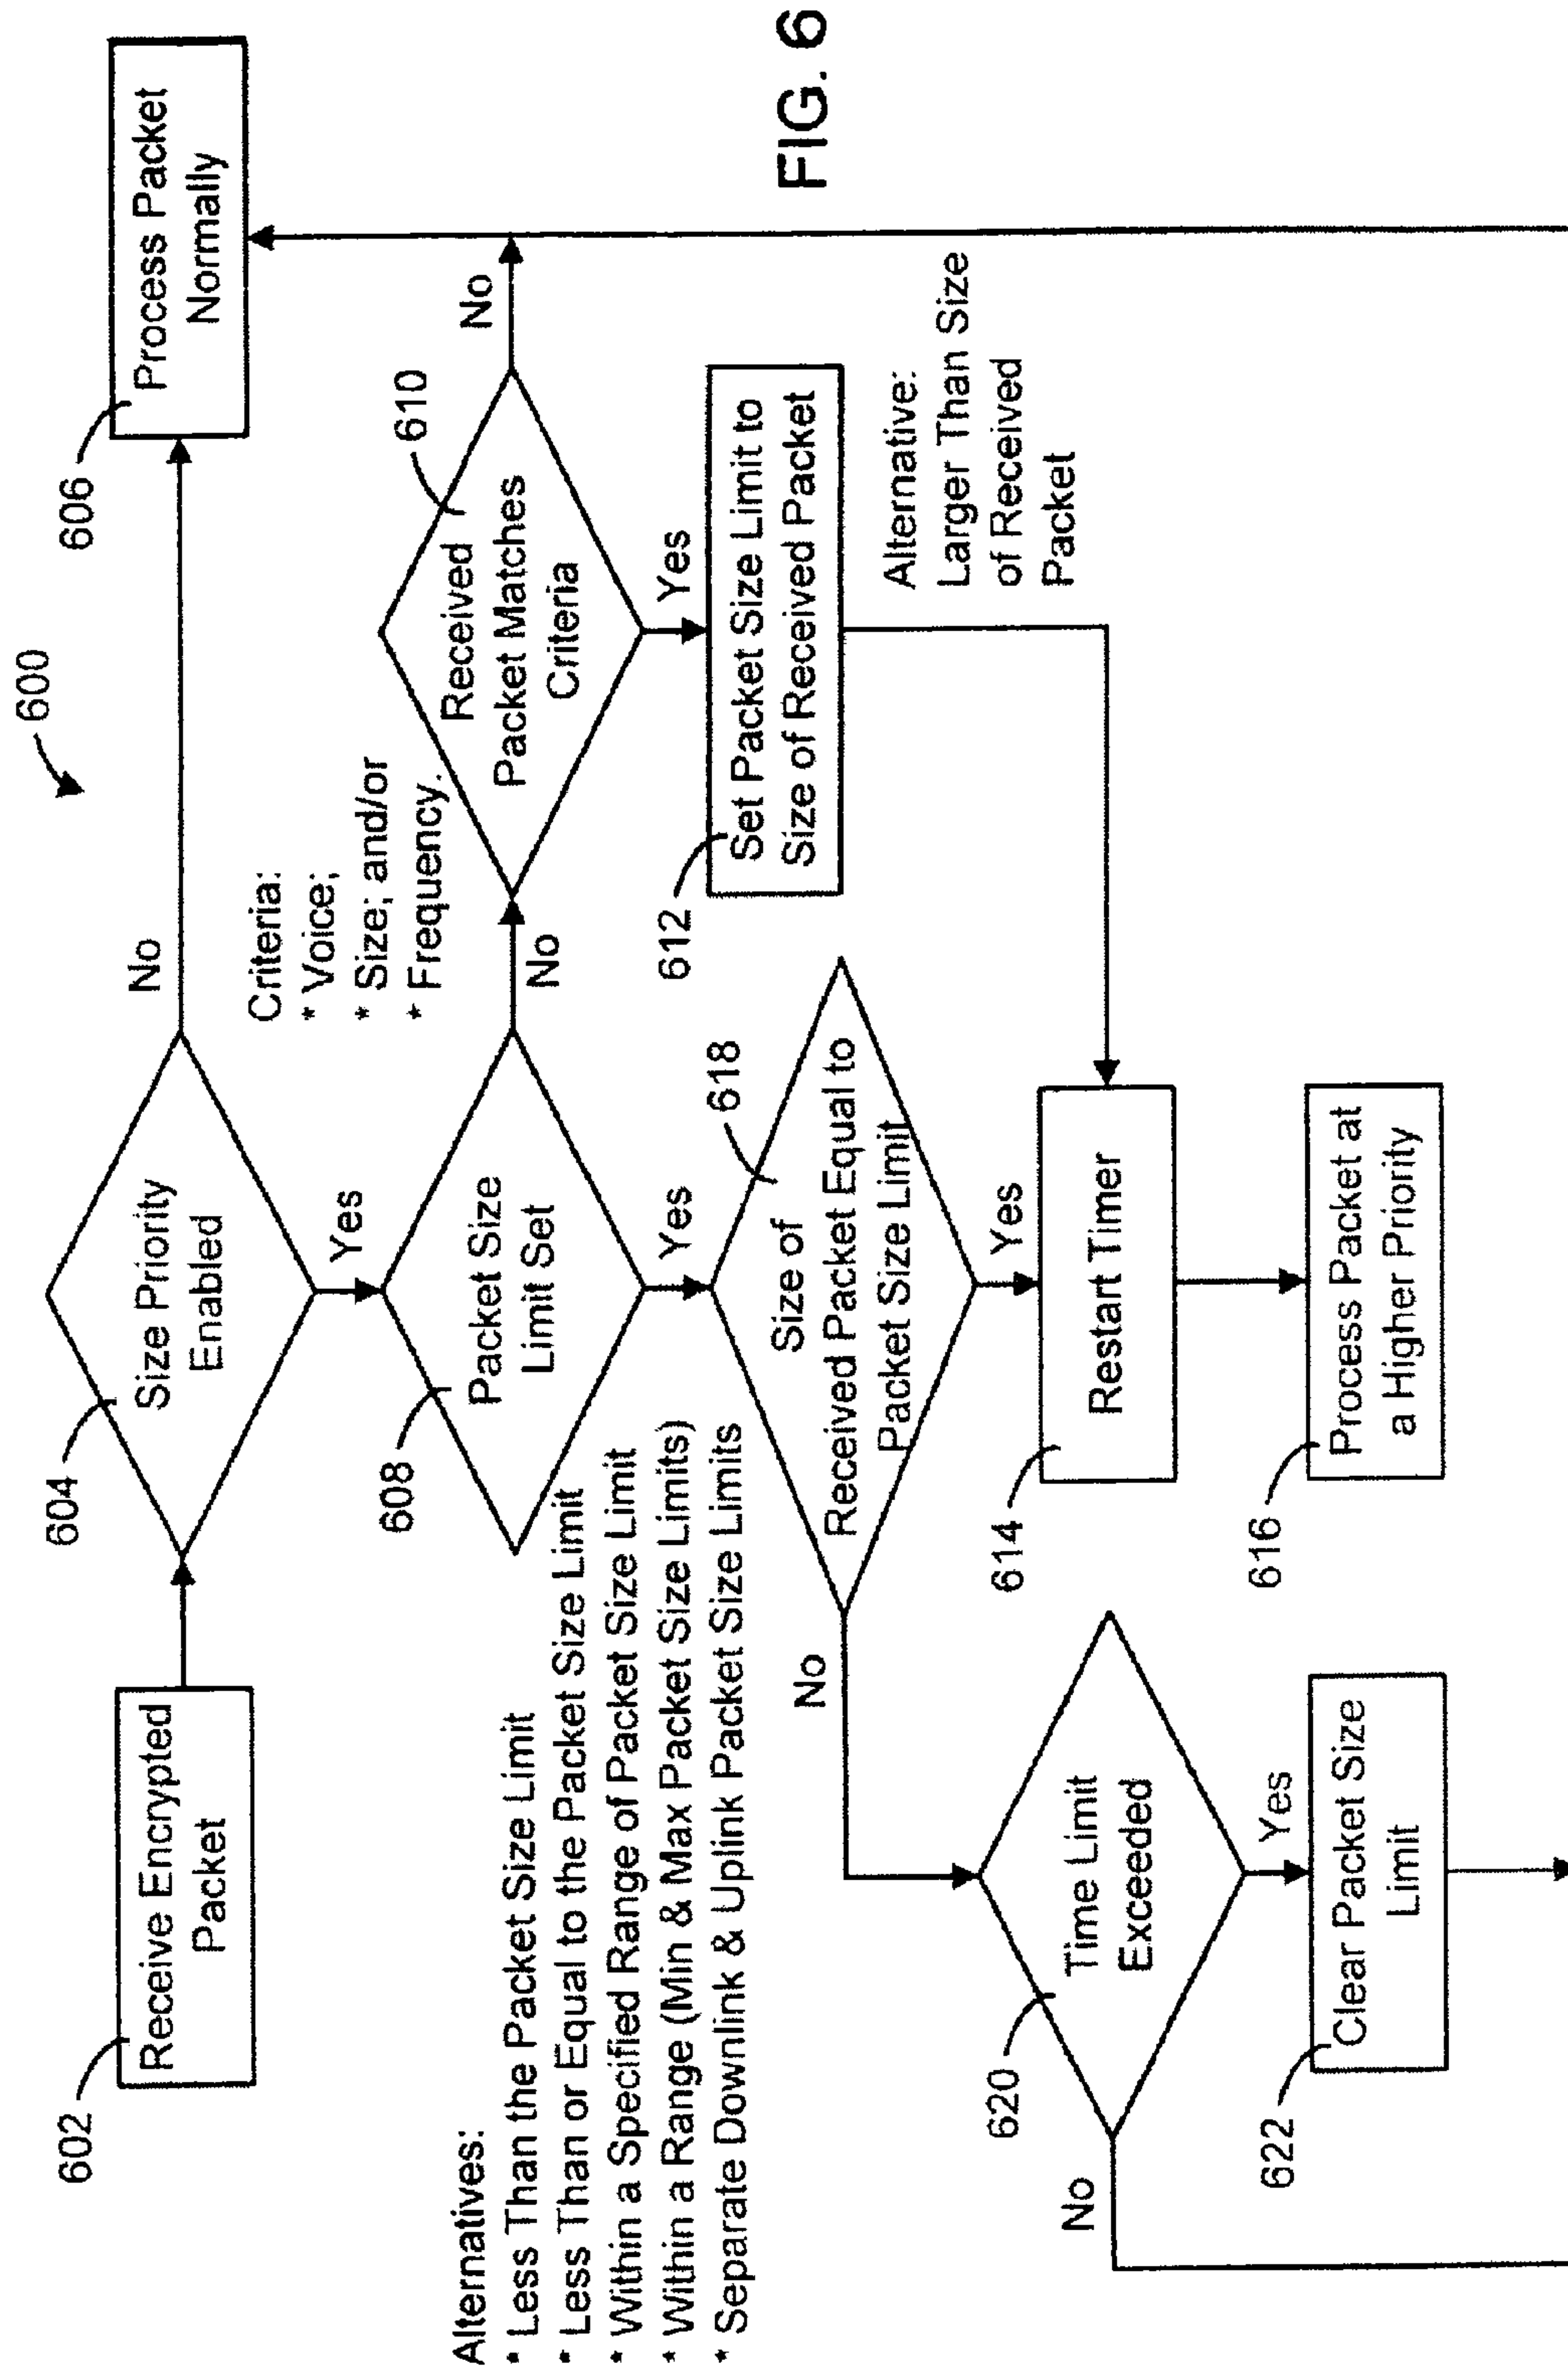 600
602
Receive Encrypted
Packet
604
Size Priority
Enabled
No
606
Process Packet
Normally
Yes
Criteria:
* Voice;
* Size; and/or
* Frequency.
608
Packet Size
Limit Set
No
610
Received
Packet Matches
Criteria
No
Yes
Yes
612
Set Packet Size Limit to
Size of Received Packet
Alternative:
Larger Than Size
of Received
Packet
Alternatives:
* Less Than the Packet Size Limit
* Less Than or Equal to the Packet Size Limit
* Within a Specified Range of Packet Size Limit
* Within a Range (Min & Max Packet Size Limits)
* Separate Downlink & Uplink Packet Size Limits
618
Size of
Received Packet Equal to
Packet Size Limit
No
Yes
614
Restart Timer
616
Process Packet at
a Higher Priority
620
Time Limit
Exceeded
No
Yes
622
Clear Packet Size
Limit
FIG. 6